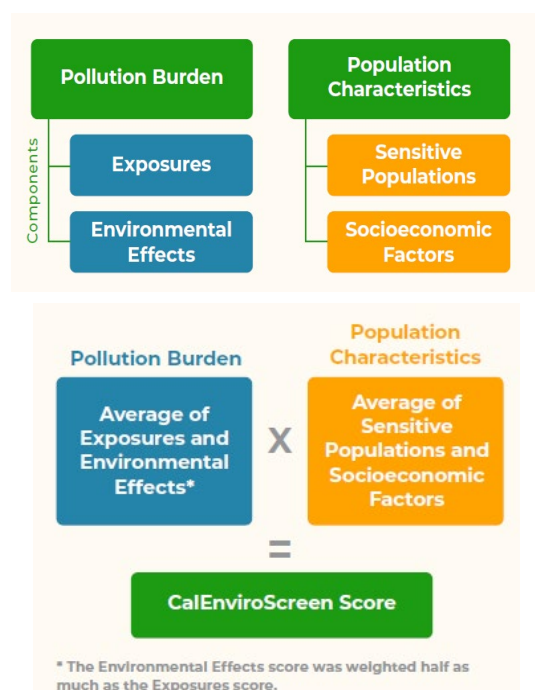 Pollution Burden
Population
Characteristics
Components
Exposures
Sensitive
Populations
Environmental
Effects
Socioeconomic
Factors
Pollution Burden
Population
Characteristics
Average of
Exposures and
Environmental
Effects*
X
Average of
Sensitive
Populations and
Socioeconomic
Factors
=
CalEnviroScreen Score
* The Environmental Effects score was weighted half as
much as the Exposures score.